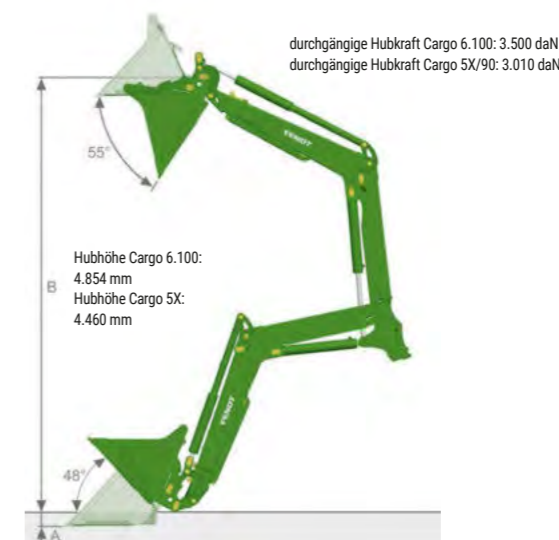 durchgängige Hubkraft Cargo 6.100: 3.500 daN
durchgängige Hubkraft Cargo 5X/90: 3.010 daN
FENDT
55°
Hubhöhe Cargo 6.100:
4.854 mm
Hubhöhe Cargo 5X:
4.460 mm
B
FENDT
48°
A